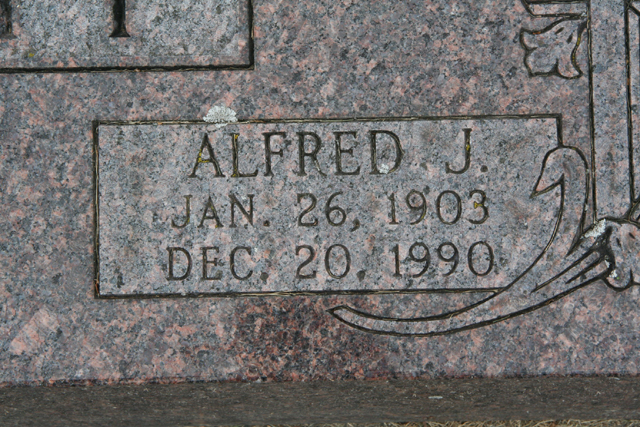 ALFRED J.
JAN. 26, 1903
DEC. 20, 1990